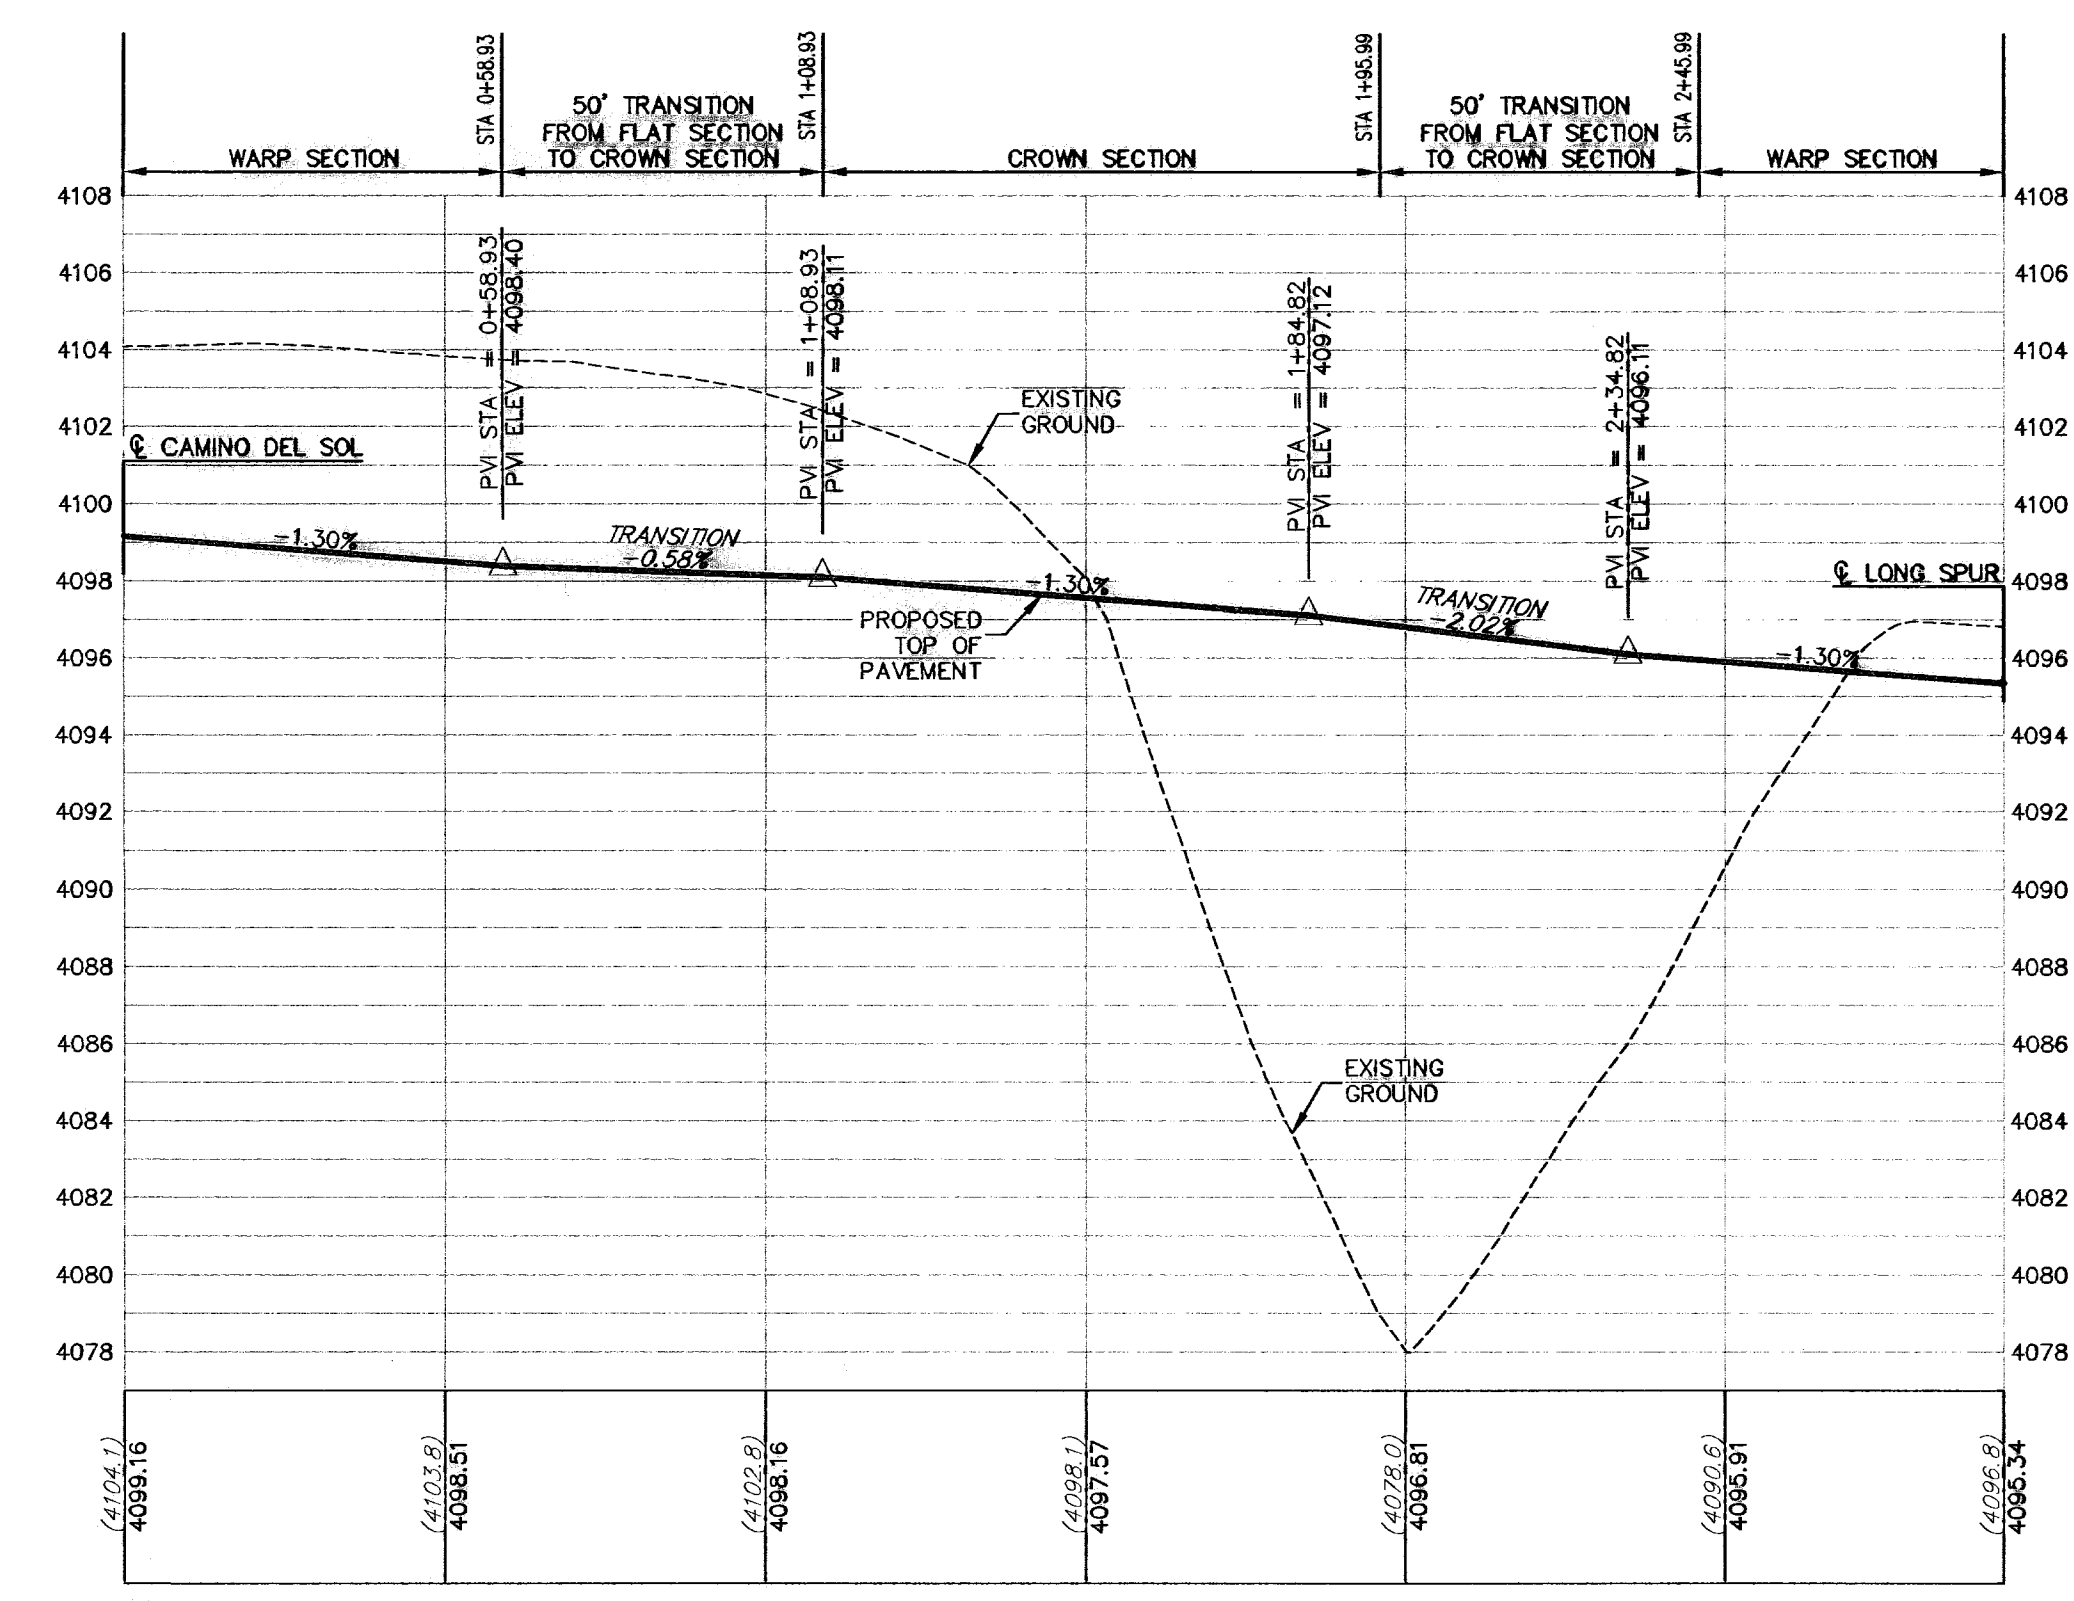 STA 0+58.93
STA 1+08.93
STA 1+95.99
STA 2+45.99
WARP SECTION
50' TRANSITION
FROM FLAT SECTION
TO CROWN SECTION
CROWN SECTION
50' TRANSITION
FROM FLAT SECTION
TO CROWN SECTION
WARP SECTION
4108
4106
4104
4102
4100
4098
4096
4094
4092
4090
4088
4086
4084
4082
4080
4078
4108
4106
4104
4102
4100
4098
4096
4094
4092
4090
4088
4086
4084
4082
4080
4078
PVI STA = 0+58.93
PVI ELEV = 4098.40
PVI STA = 1+08.93
PVI ELEV = 4098.11
PVI STA = 1+84.82
PVI ELEV = 4097.12
PVI STA = 2+34.82
PVI ELEV = 4096.11
℄ CAMINO DEL SOL
EXISTING
GROUND
-1.30%
TRANSITION
-0.58%
-1.30%
PROPOSED
TOP OF
PAVEMENT
TRANSITION
-2.02%
-1.30%
℄ LONG SPUR
EXISTING
GROUND
(4104.1)
4099.16
(4103.8)
4098.51
(4102.8)
4098.16
(4098.1)
4097.57
(4078.0)
4096.81
(4090.6)
4095.91
(4096.8)
4095.34